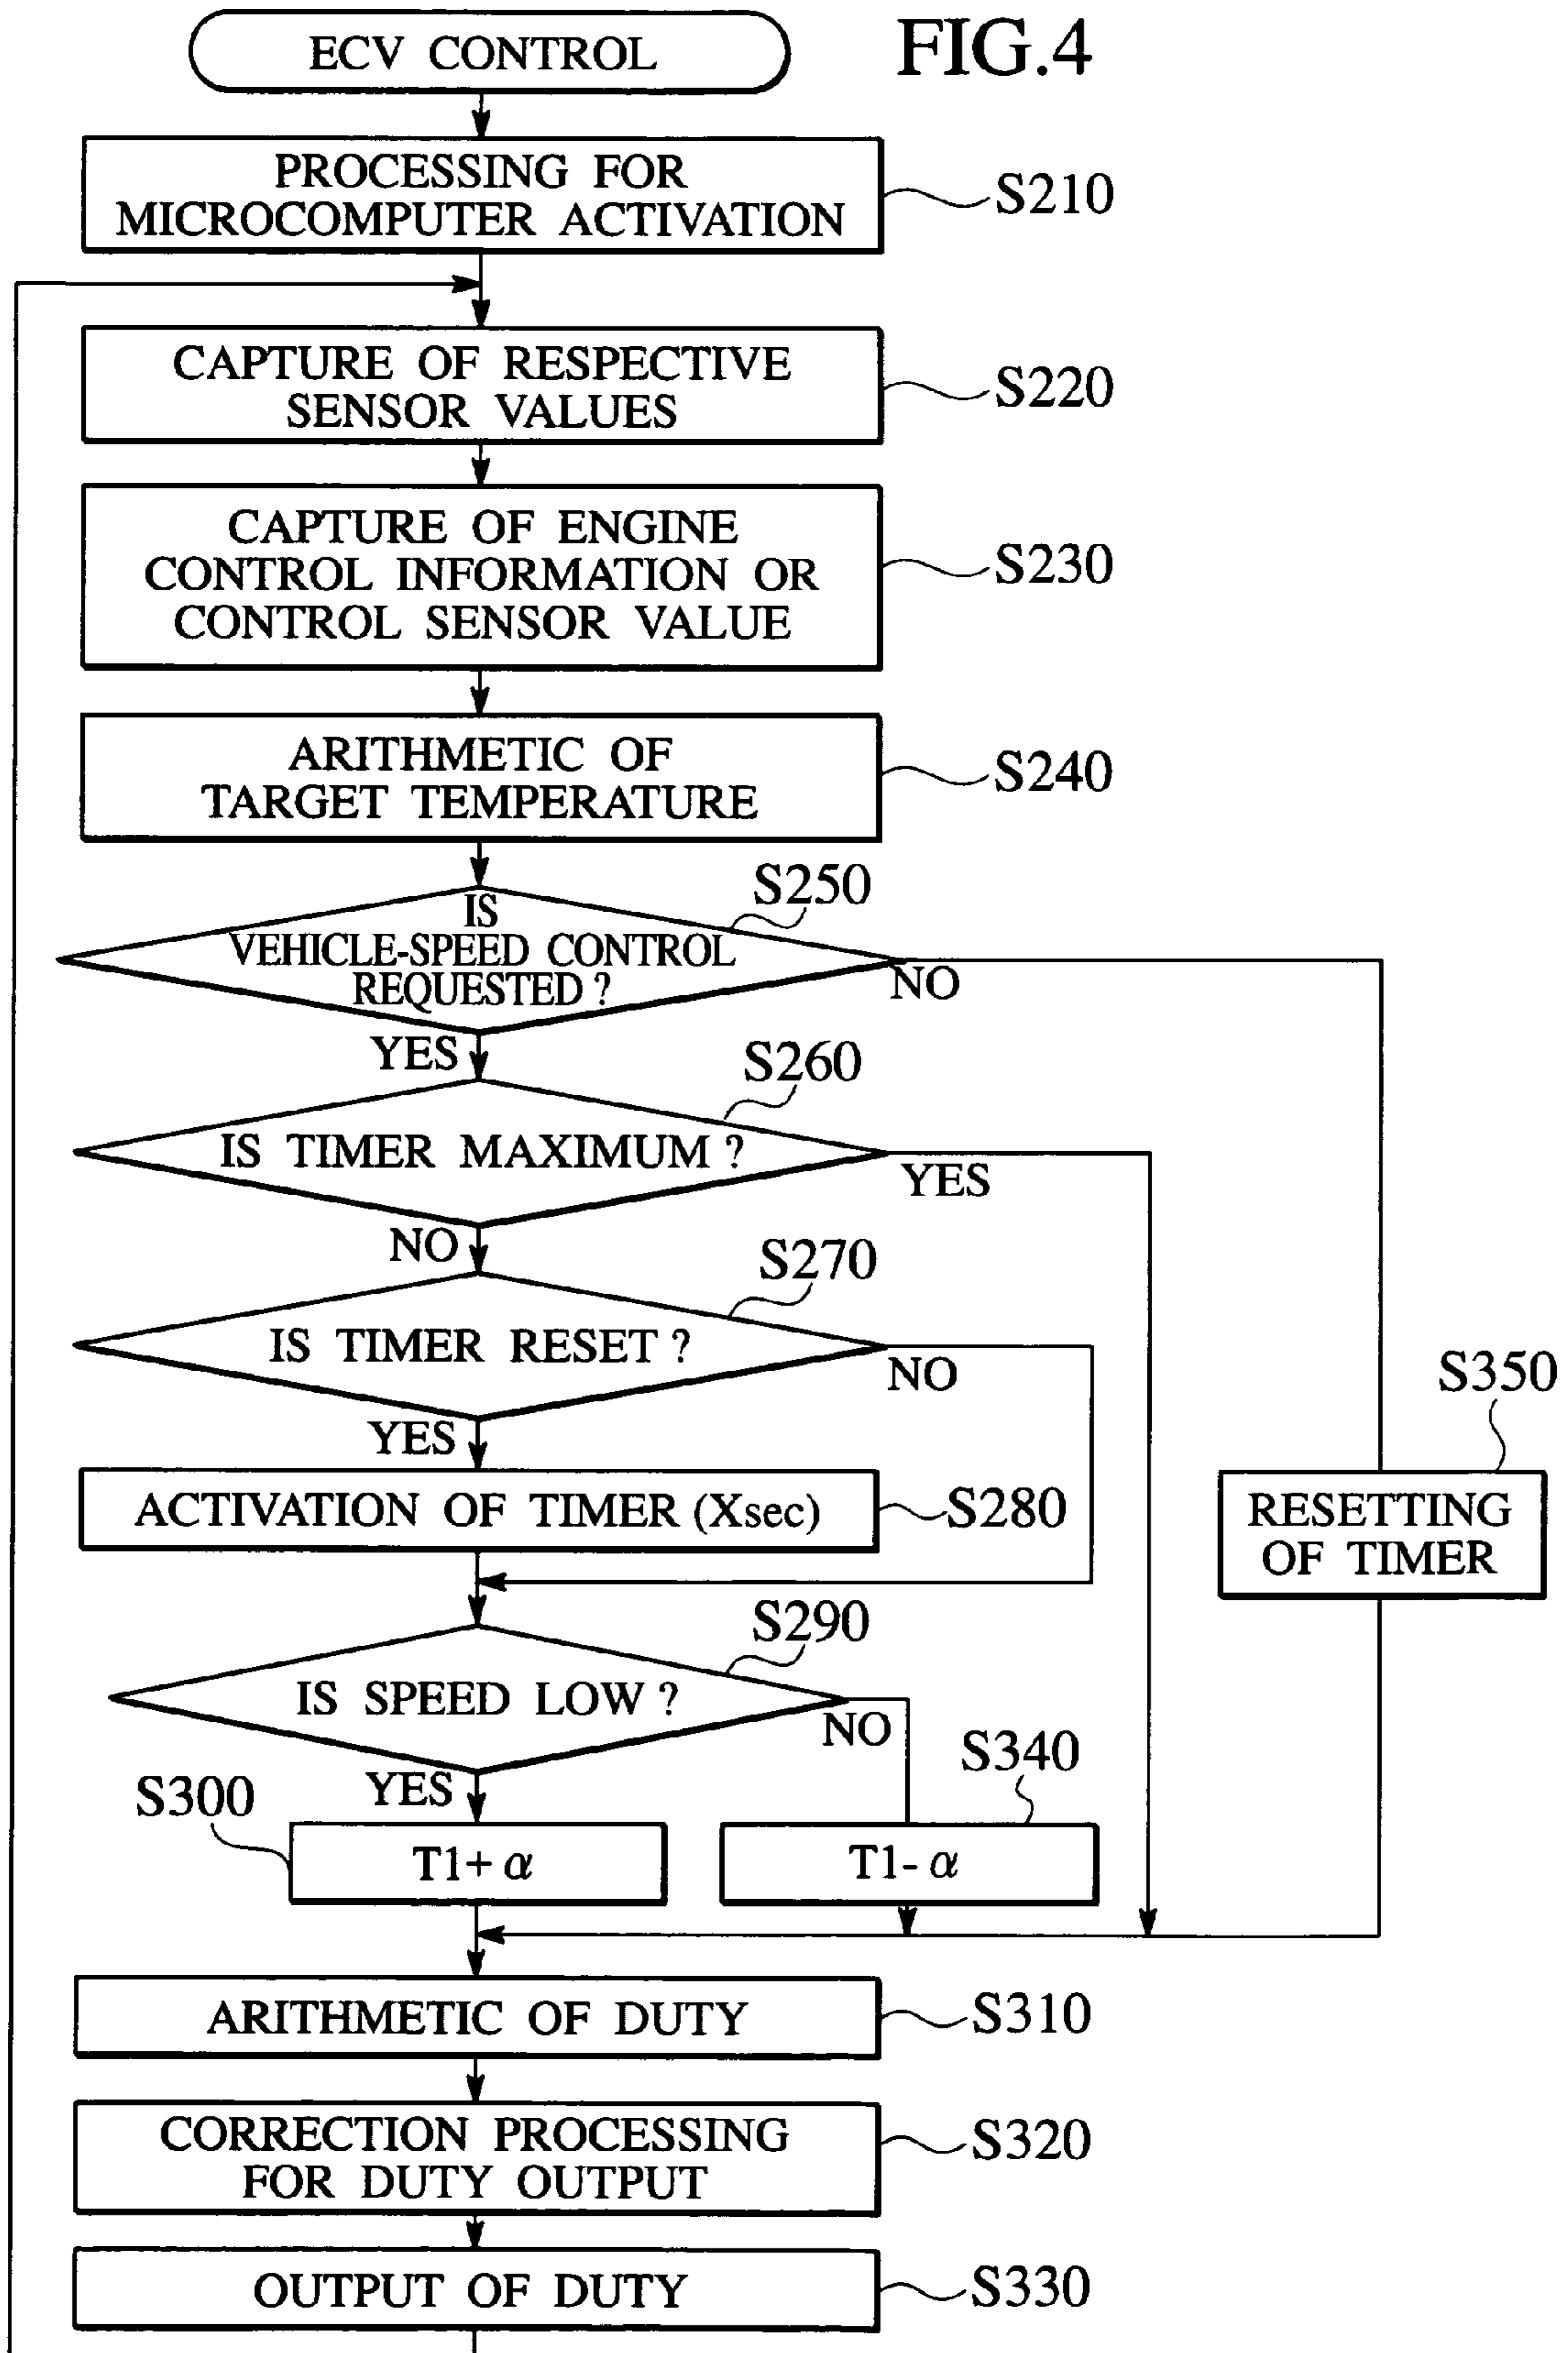 ECV CONTROL
FIG.4
PROCESSING FOR
MICROCOMPUTER ACTIVATION
S210
CAPTURE OF RESPECTIVE
SENSOR VALUES
S220
CAPTURE OF ENGINE
CONTROL INFORMATION OR
CONTROL SENSOR VALUE
S230
ARITHMETIC OF
TARGET TEMPERATURE
S240
S250
IS
VEHICLE-SPEED CONTROL
REQUESTED ?
NO
YES
S260
IS TIMER MAXIMUM ?
YES
NO
S270
IS TIMER RESET ?
NO
YES
S350
ACTIVATION OF TIMER (Xsec)
S280
RESETTING
OF TIMER
S290
IS SPEED LOW ?
NO
YES
S300
S340
T1+ α
T1- α
ARITHMETIC OF DUTY
S310
CORRECTION PROCESSING
FOR DUTY OUTPUT
S320
OUTPUT OF DUTY
S330